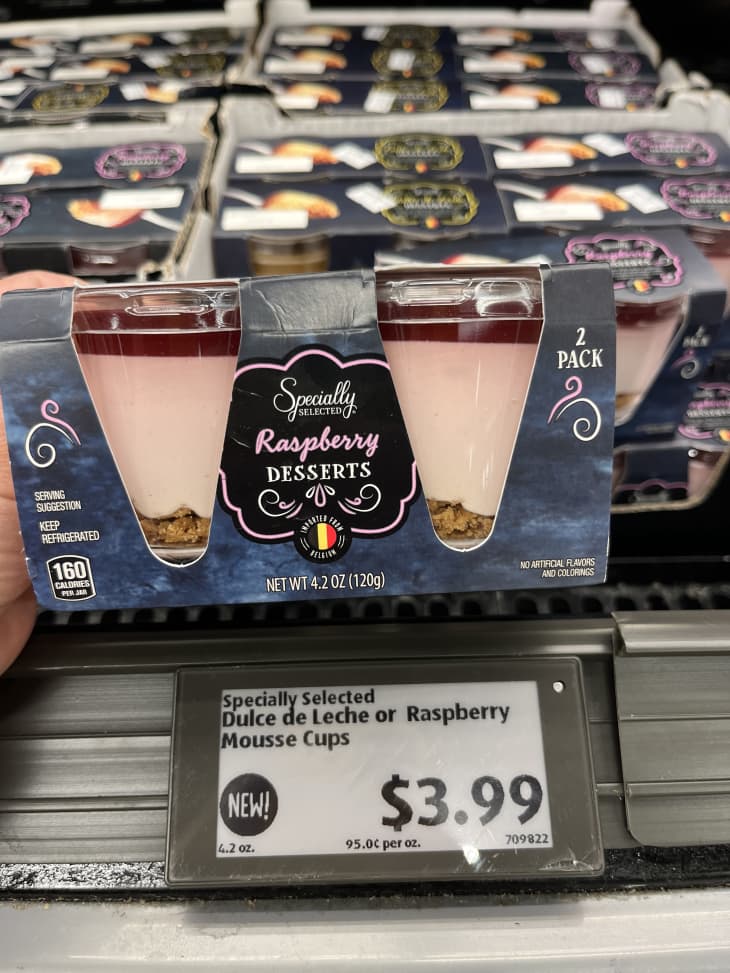 2
PACK
Specially
SELECTED
Raspberry
DESSERTS
IMPORTED FROM
BELGIUM
SERVING
SUGGESTION
KEEP
REFRIGERATED
160
CALORIES
PER JAR
NET WT 4.2 OZ (120g)
NO ARTIFICIAL FLAVORS
AND COLORINGS
Specially Selected
Dulce de Leche or Raspberry
Mousse Cups
NEW!
$3.99
4.2 oz.
95.0¢ per oz.
709822